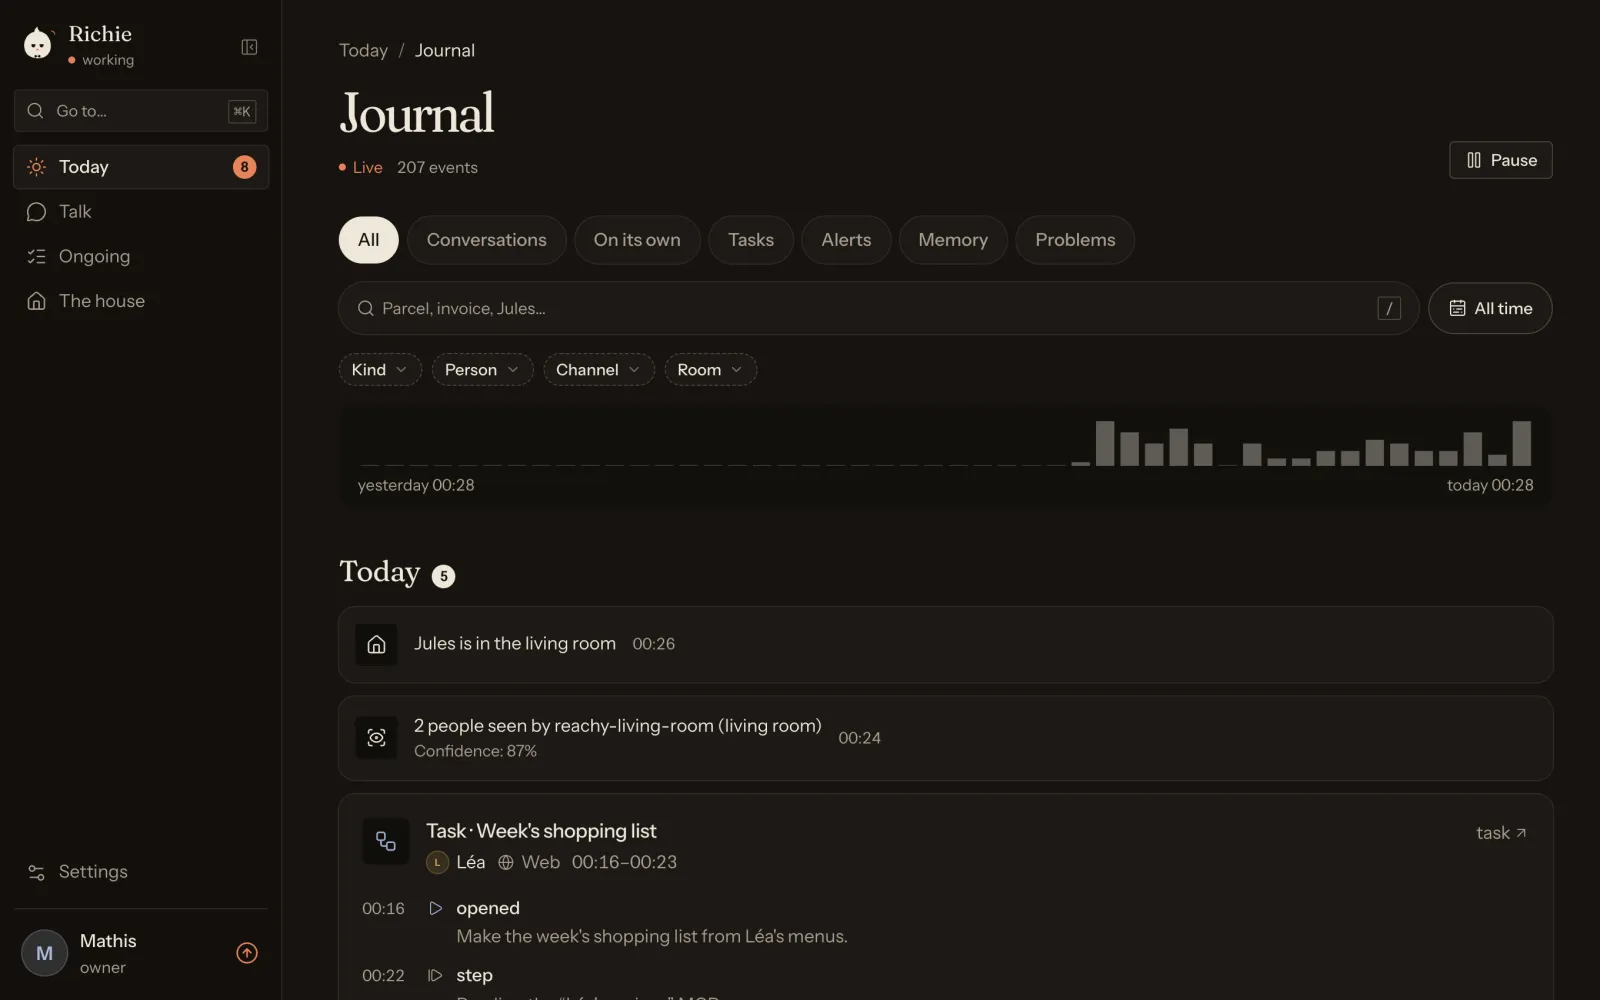 Richie
working
Go to...
⌘K
Today
8
Talk
Ongoing
The house
Settings
M
Mathis
owner
Today / Journal
Journal
Live 207 events
Pause
All
Conversations
On its own
Tasks
Alerts
Memory
Problems
Parcel, invoice, Jules...
/
All time
Kind
Person
Channel
Room
yesterday 00:28
today 00:28
Today 5
Jules is in the living room 00:26
2 people seen by reachy-living-room (living room)
Confidence: 87%
00:24
Task · Week's shopping list
task
L Léa Web 00:16–00:23
00:16 opened
Make the week's shopping list from Léa's menus.
00:22 step